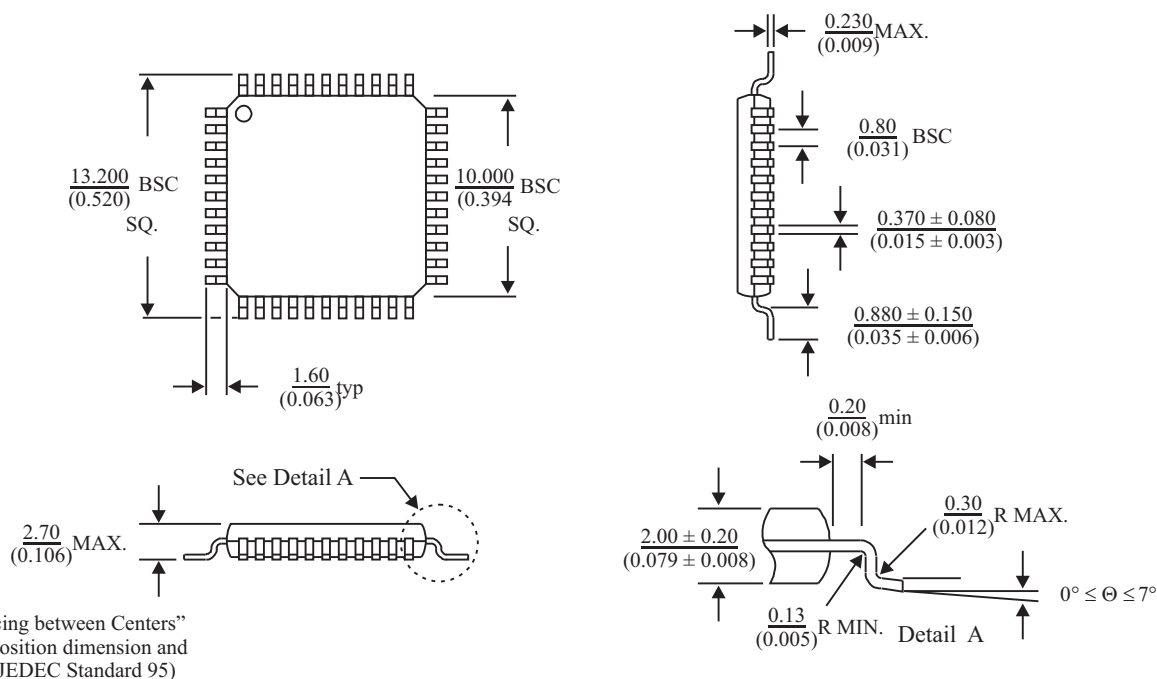 0.230
(0.009) MAX.
13.200
(0.520) BSC
SQ.
10.000
(0.394 BSC
SQ.
0.80
(0.031) BSC
0.370 ± 0.080
(0.015 ± 0.003)
0.880 ± 0.150
(0.035 ± 0.006)
1.60
(0.063) typ
0.20
(0.008) min
See Detail A
2.70
(0.106) MAX.
2.00 ± 0.20
(0.079 ± 0.008)
0.30
(0.012) R MAX.
0° ≤ Θ ≤ 7°
0.13
(0.005) R MIN.
Detail A
between Centers”
dimension and
JEDEC Standard 95)